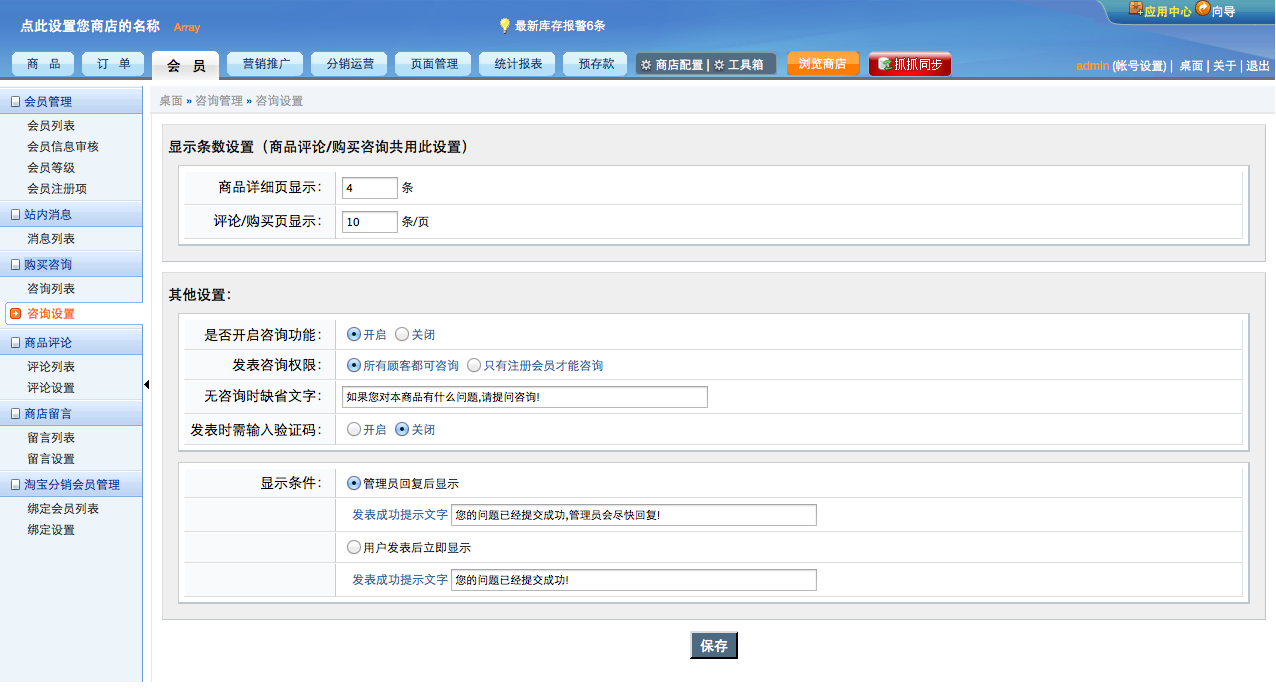 应用中心 向导
点此设置您商店的名称 Array 最新库存报警6条
商 品 订 单 会 员 营销推广 分销运营 页面管理 统计报表 预存款 商店配置 | 工具箱 浏览商店 抓抓同步 admin (帐号设置) | 桌面 | 关于 | 退出
会员管理
会员列表
会员信息审核
会员等级
会员注册项
站内消息
消息列表
购买咨询
咨询列表
咨询设置
商品评论
评论列表
评论设置
商店留言
留言列表
留言设置
淘宝分销会员管理
绑定会员列表
绑定设置
桌面 » 咨询管理 » 咨询设置
显示条数设置（商品评论/购买咨询共用此设置）
商品详细页显示： 4 条
评论/购买页显示： 10 条/页
其他设置：
是否开启咨询功能： 开启 关闭
发表咨询权限： 所有顾客都可咨询 只有注册会员才能咨询
无咨询时缺省文字： 如果您对本商品有什么问题,请提问咨询!
发表时需输入验证码： 开启 关闭
显示条件： 管理员回复后显示
发表成功提示文字 您的问题已经提交成功,管理员会尽快回复!
用户发表后立即显示
发表成功提示文字 您的问题已经提交成功!
保存